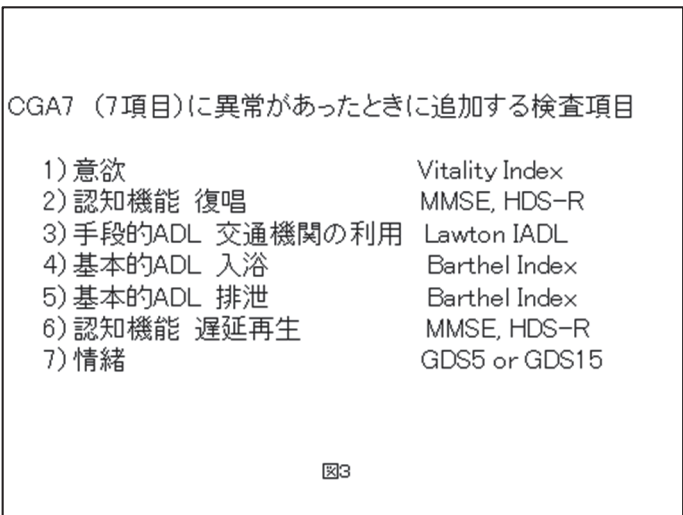 CGA7 (7項目)に異常があったときに追加する検査項目
1)意欲 Vitality Index
2)認知機能 復唱 MMSE, HDS-R
3)手段的ADL 交通機関の利用 Lawton IADL
4)基本的ADL 入浴 Barthel Index
5)基本的ADL 排泄 Barthel Index
6)認知機能 遅延再生 MMSE, HDS-R
7)情緒 GDS5 or GDS15
図3